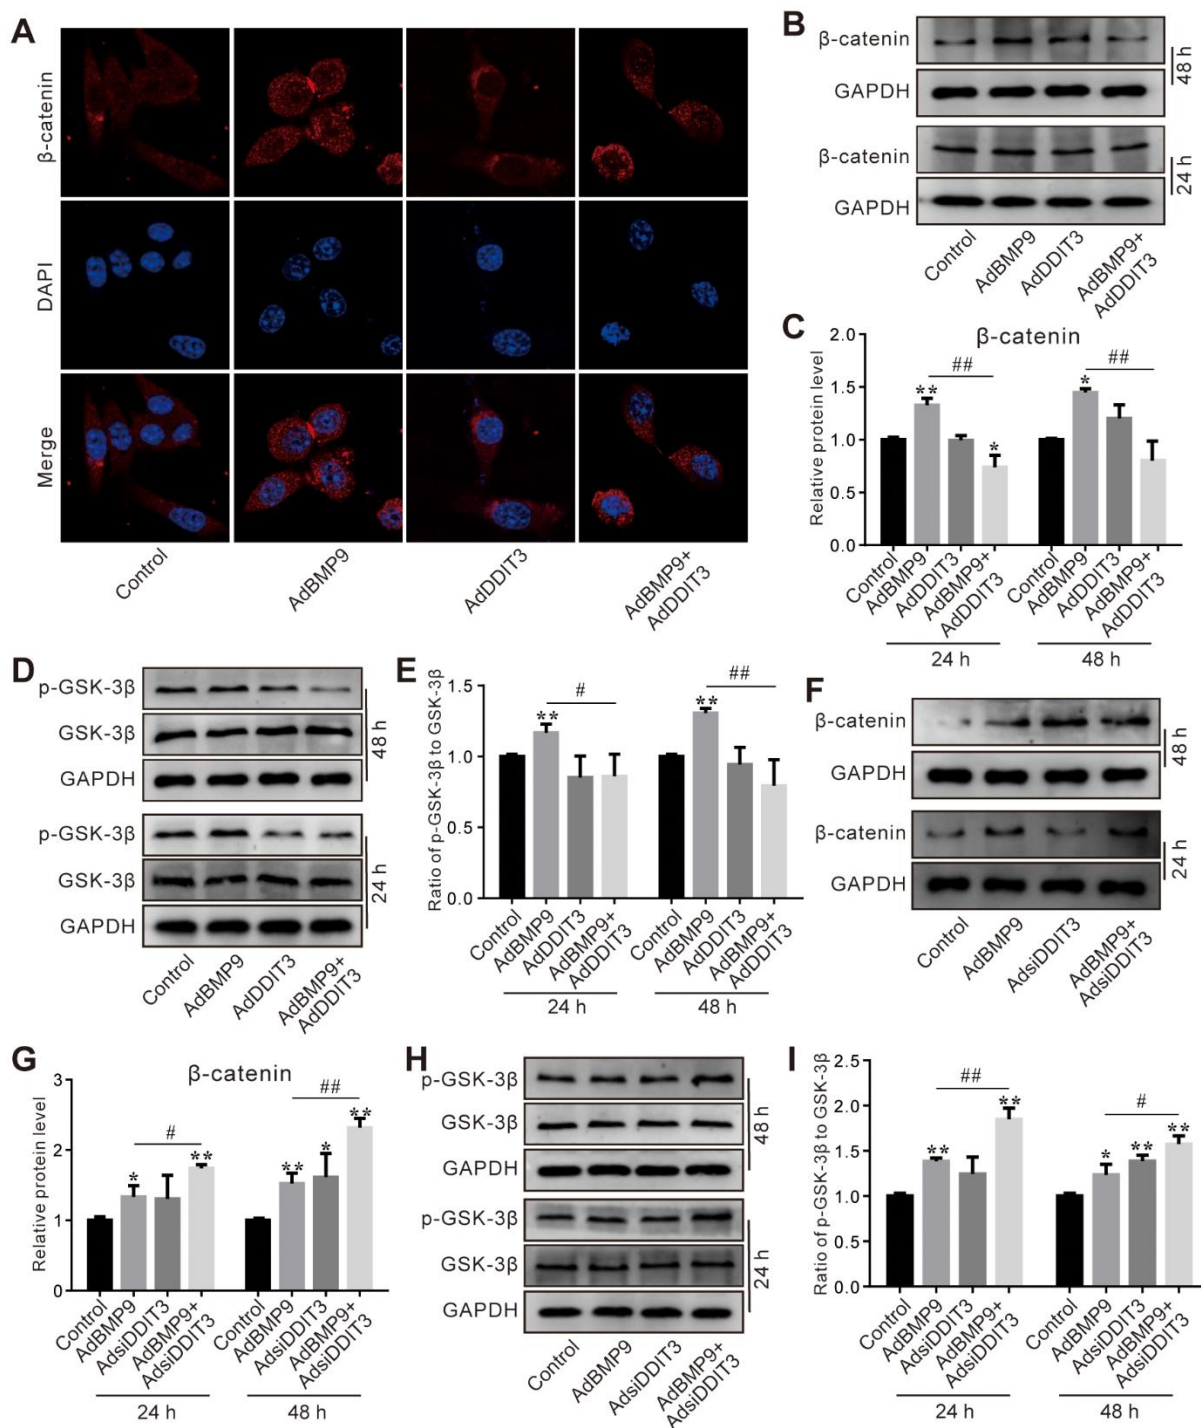 A
β-catenin
DAPI
Merge
Control
AdBMP9
AdDDIT3
AdBMP9+
AdDDIT3
B
β-catenin
GAPDH
48 h
β-catenin
GAPDH
24 h
Control
AdBMP9
AdDDIT3
AdBMP9+
AdDDIT3
C
β-catenin
Relative protein level
2.0
1.5
1.0
0.5
0.0
**
##
*
*
##
Control
AdBMP9
AdDDIT3
AdBMP9+
AdDDIT3
Control
AdBMP9
AdDDIT3
AdBMP9+
AdDDIT3
24 h
48 h
D
p-GSK-3β
GSK-3β
GAPDH
48 h
p-GSK-3β
GSK-3β
GAPDH
24 h
Control
AdBMP9
AdDDIT3
AdBMP9+
AdDDIT3
E
Ratio of p-GSK-3β to GSK-3β
1.5
1.0
0.5
0.0
**
#
**
##
Control
AdBMP9
AdDDIT3
AdBMP9+
AdDDIT3
Control
AdBMP9
AdDDIT3
AdBMP9+
AdDDIT3
24 h
48 h
F
β-catenin
GAPDH
48 h
β-catenin
GAPDH
24 h
Control
AdBMP9
AdsiDDIT3
AdBMP9+
AdsiDDIT3
G
β-catenin
Relative protein level
3
2
1
0
*
#
**
**
*
##
**
Control
AdBMP9
AdsiDDIT3
AdBMP9+
AdsiDDIT3
Control
AdBMP9
AdsiDDIT3
AdBMP9+
AdsiDDIT3
24 h
48 h
H
p-GSK-3β
GSK-3β
GAPDH
48 h
p-GSK-3β
GSK-3β
GAPDH
24 h
Control
AdBMP9
AdsiDDIT3
AdBMP9+
AdsiDDIT3
I
Ratio of p-GSK-3β to GSK-3β
2.5
2.0
1.5
1.0
0.5
0.0
**
##
**
*
**
#
**
Control
AdBMP9
AdsiDDIT3
AdBMP9+
AdsiDDIT3
Control
AdBMP9
AdsiDDIT3
AdBMP9+
AdsiDDIT3
24 h
48 h